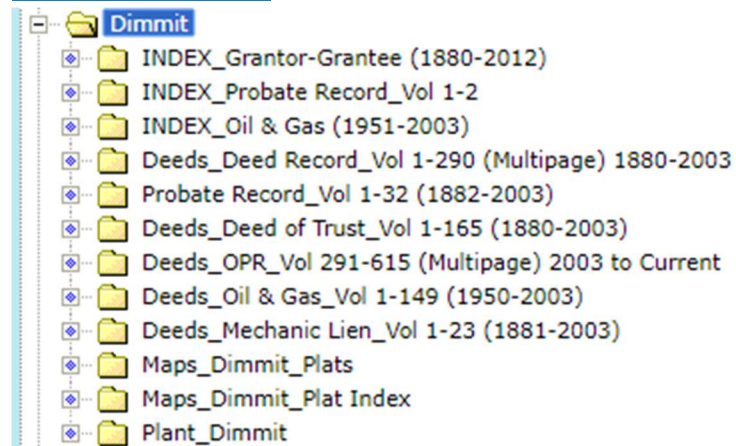 Dimmit
INDEX_Grantor-Grantee (1880-2012)
INDEX_Probate Record_Vol 1-2
INDEX_Oil & Gas (1951-2003)
Deeds_Deed Record_Vol 1-290 (Multipage) 1880-2003
Probate Record_Vol 1-32 (1882-2003)
Deeds_Deed of Trust_Vol 1-165 (1880-2003)
Deeds_OPR_Vol 291-615 (Multipage) 2003 to Current
Deeds_Oil & Gas_Vol 1-149 (1950-2003)
Deeds_Mechanic Lien_Vol 1-23 (1881-2003)
Maps_Dimmit_Plats
Maps_Dimmit_Plat Index
Plant_Dimmit